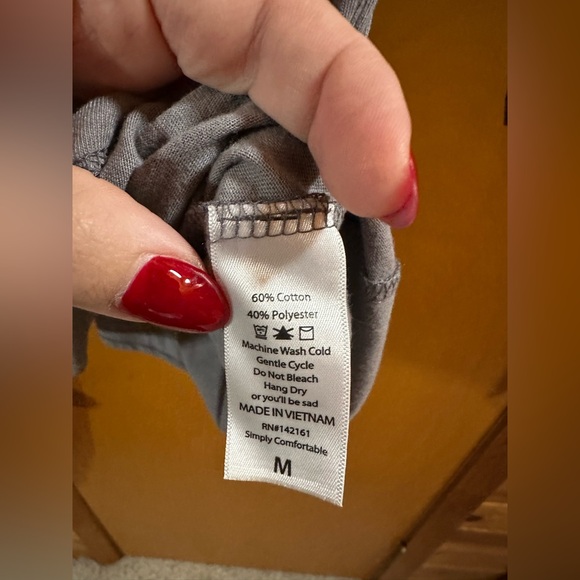 60% Cotton
40% Polyester
Machine Wash Cold
Gentle Cycle
Do Not Bleach
Hang Dry
or you'll be sad
MADE IN VIETNAM
RN#142161
Simply Comfortable
M